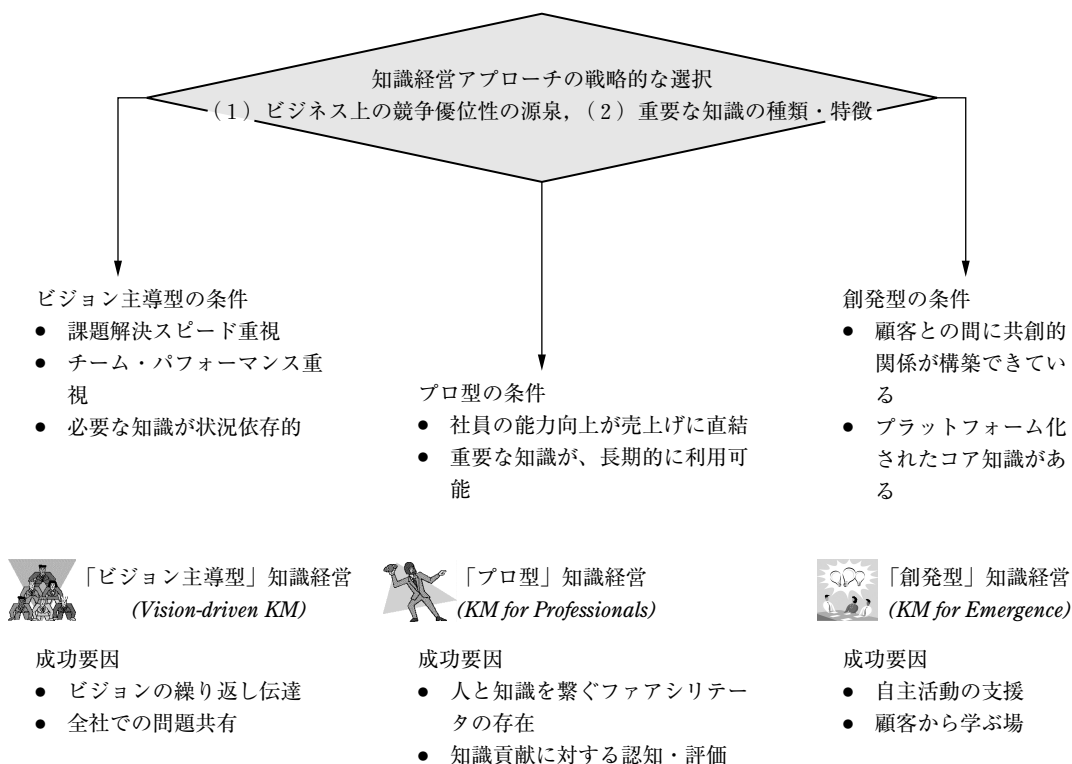 知識経営アプローチの戦略的な選択
(1)ビジネス上の競争優位性の源泉,(2)重要な知識の種類・特徴
ビジョン主導型の条件
● 課題解決スピード重視
● チーム・パフォーマンス重
視
● 必要な知識が状況依存的
プロ型の条件
● 社員の能力向上が売上げに直結
● 重要な知識が、長期的に利用可
能
創発型の条件
● 顧客との間に共創的
関係が構築できてい
る
● プラットフォーム化
されたコア知識があ
る
「ビジョン主導型」知識経営
(Vision-driven KM)
成功要因
● ビジョンの繰り返し伝達
● 全社での問題共有
「プロ型」知識経営
(KM for Professionals)
成功要因
● 人と知識を繋ぐファアシリテー
タの存在
● 知識貢献に対する認知・評価
「創発型」知識経営
(KM for Emergence)
成功要因
● 自主活動の支援
● 顧客から学ぶ場